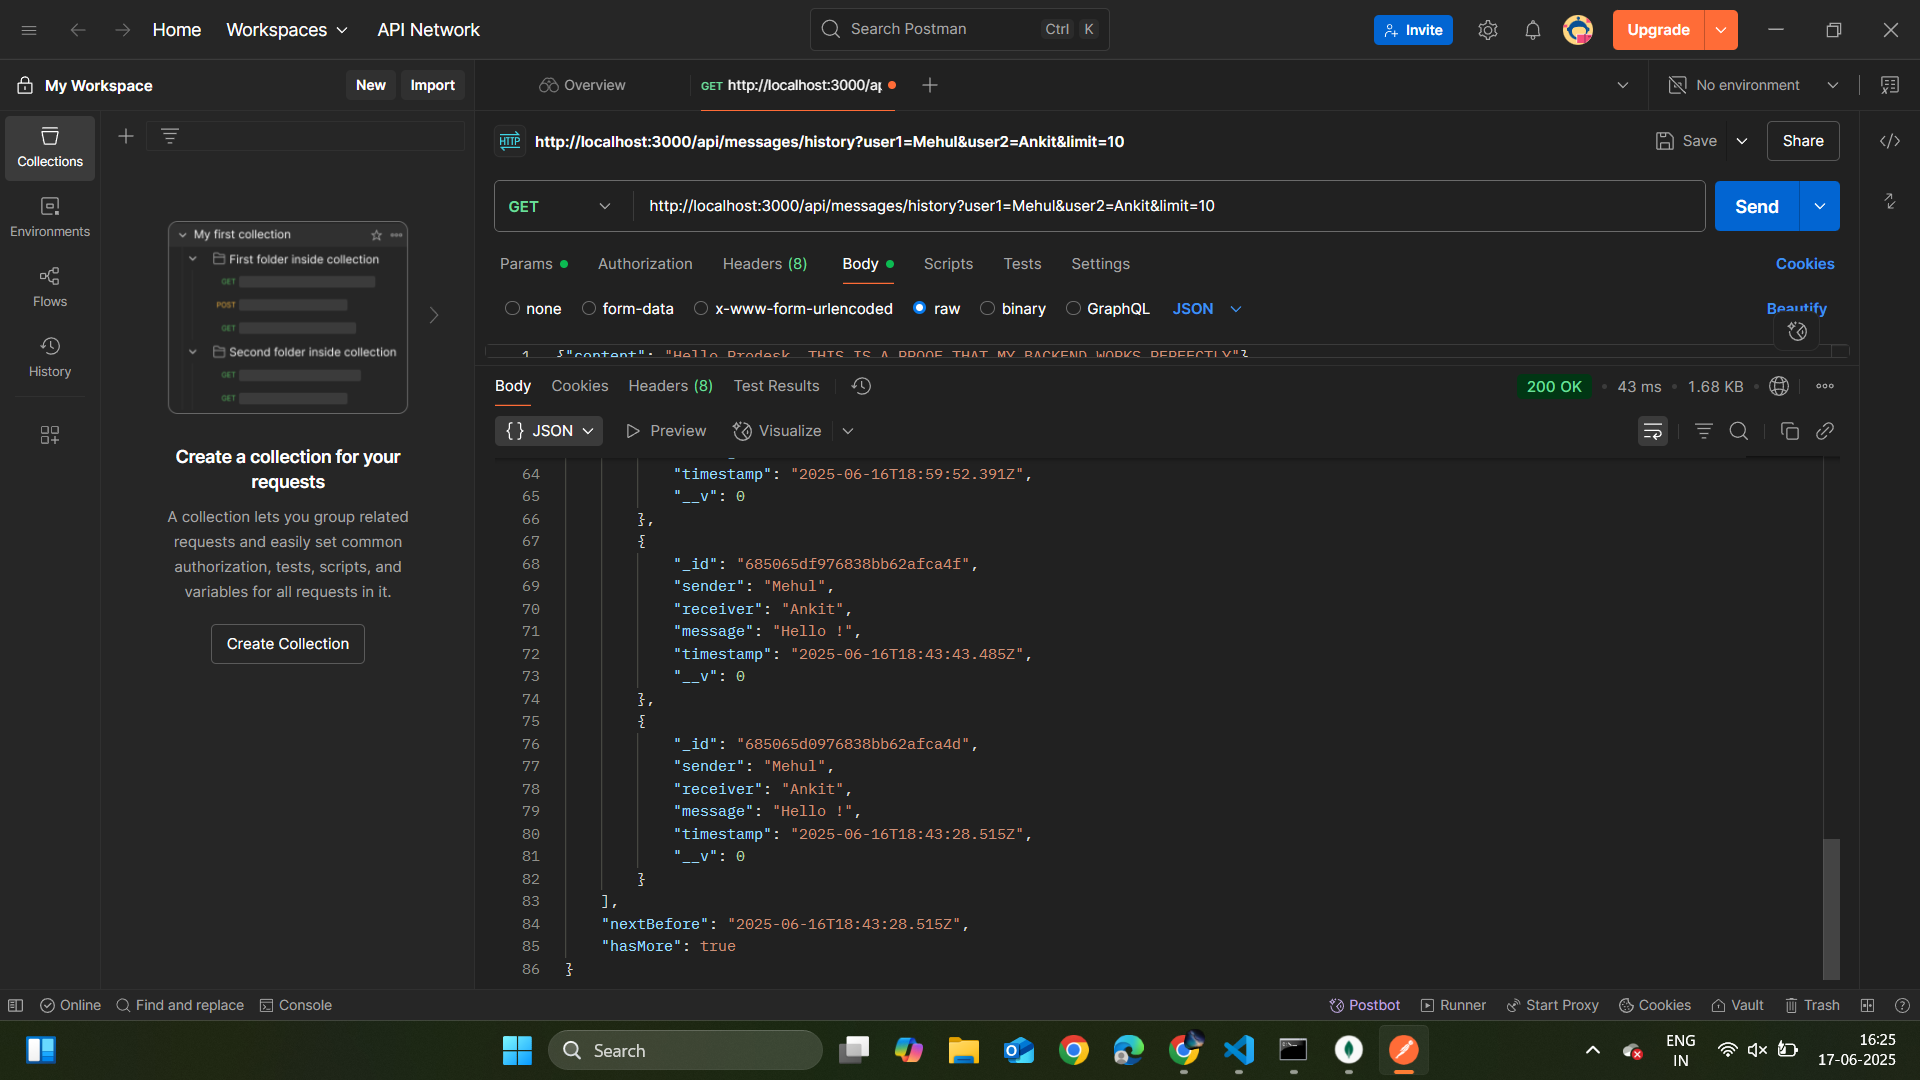 Home Workspaces API Network Search Postman Ctrl K Invite Upgrade
My Workspace New Import Overview GET http://localhost:3000/ap No environment
Collections
Environments
Flows
History
My first collection
First folder inside collection
GET
POST
GET
Second folder inside collection
GET
GET
Create a collection for your
requests
A collection lets you group related
requests and easily set common
authorization, tests, scripts, and
variables for all requests in it.
Create Collection
HTTP http://localhost:3000/api/messages/history?user1=Mehul&user2=Ankit&limit=10 Save Share
GET http://localhost:3000/api/messages/history?user1=Mehul&user2=Ankit&limit=10 Send
Params Authorization Headers (8) Body Scripts Tests Settings Cookies
none form-data x-www-form-urlencoded raw binary GraphQL JSON Beautify
1 {"content": "Hello Prodesk, THIS IS A PROOF THAT MY BACKEND WORKS PERFECTLY"}
Body Cookies Headers (8) Test Results 200 OK 43 ms 1.68 KB
{} JSON Preview Visualize
64 "timestamp": "2025-06-16T18:59:52.391Z",
65 "__v": 0
66 },
67 {
68 "_id": "685065df976838bb62afca4f",
69 "sender": "Mehul",
70 "receiver": "Ankit",
71 "message": "Hello !",
72 "timestamp": "2025-06-16T18:43:43.485Z",
73 "__v": 0
74 },
75 {
76 "_id": "685065d0976838bb62afca4d",
77 "sender": "Mehul",
78 "receiver": "Ankit",
79 "message": "Hello !",
80 "timestamp": "2025-06-16T18:43:28.515Z",
81 "__v": 0
82 }
83 ],
84 "nextBefore": "2025-06-16T18:43:28.515Z",
85 "hasMore": true
86 }
Online Find and replace Console Postbot Runner Start Proxy Cookies Vault Trash
Search ENG 16:25
IN 17-06-2025